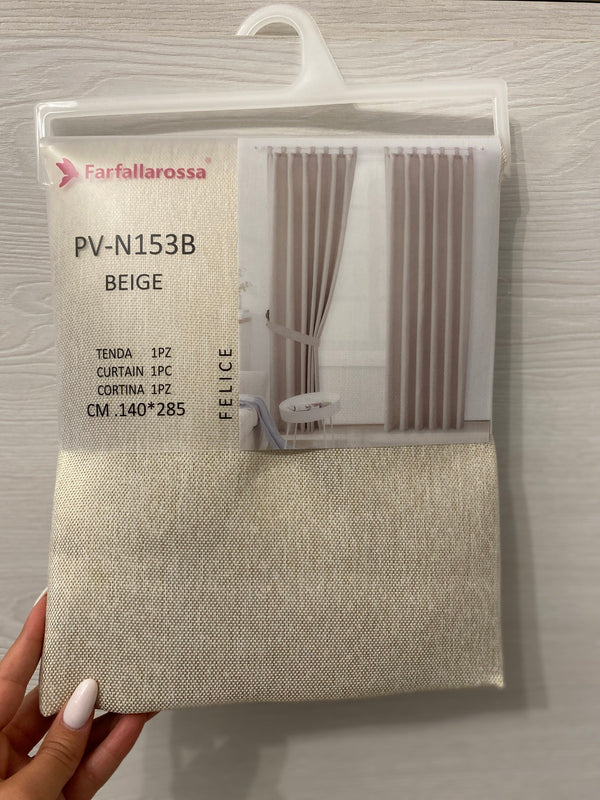 Farfallarossa®
PV-N153B
BEIGE
TENDA 1PZ
CURTAIN 1PC
CORTINA 1PZ
CM .140*285
FELICE